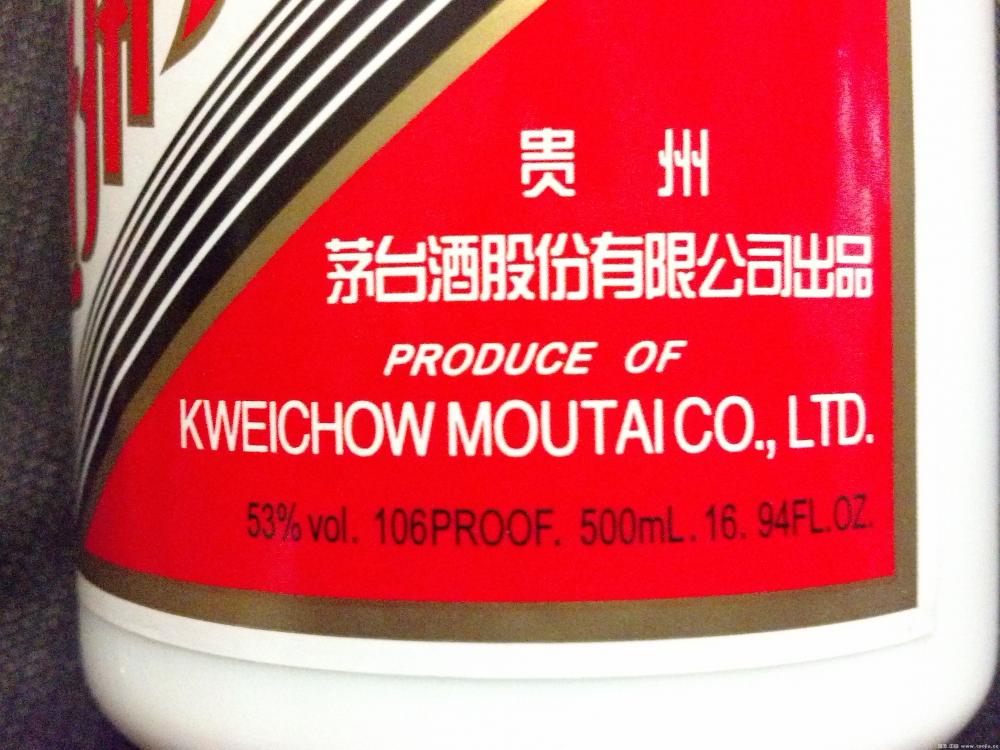 贵州
茅台酒股份有限公司出品
PRODUCE OF
KWEICHOW MOUTAI CO., LTD.
53% vol. 106PROOF. 500mL. 16. 94FL.OZ.